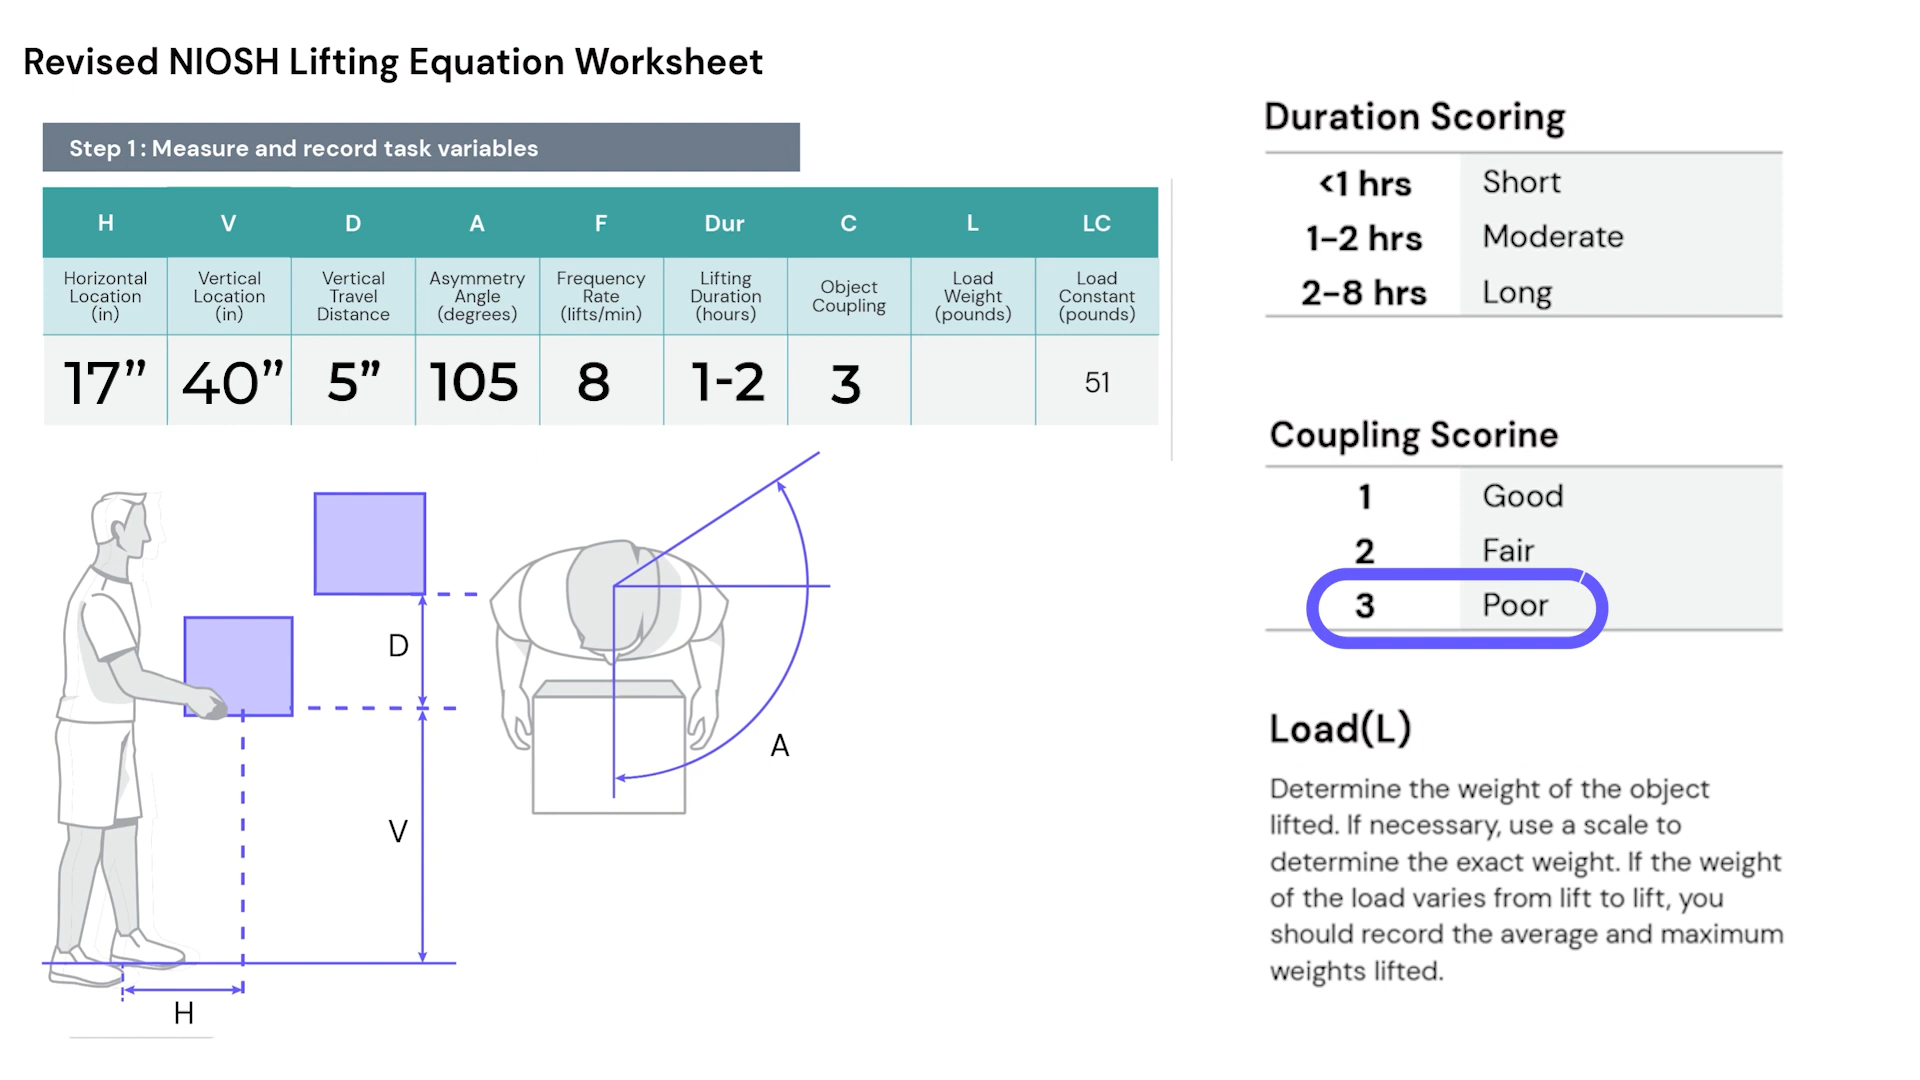 Revised NIOSH Lifting Equation Worksheet
Step 1: Measure and record task variables
H V D A F Dur C L LC
Horizontal Location (in)
Vertical Location (in)
Vertical Travel Distance
Asymmetry Angle (degrees)
Frequency Rate (lifts/min)
Lifting Duration (hours)
Object Coupling
Load Weight (pounds)
Load Constant (pounds)
17” 40” 5” 105 8 1-2 3 51
D
V
H
A
Duration Scoring
<1 hrs Short
1–2 hrs Moderate
2–8 hrs Long
Coupling Scorine
1 Good
2 Fair
3 Poor
Load(L)
Determine the weight of the object
lifted. If necessary, use a scale to
determine the exact weight. If the weight
of the load varies from lift to lift, you
should record the average and maximum
weights lifted.